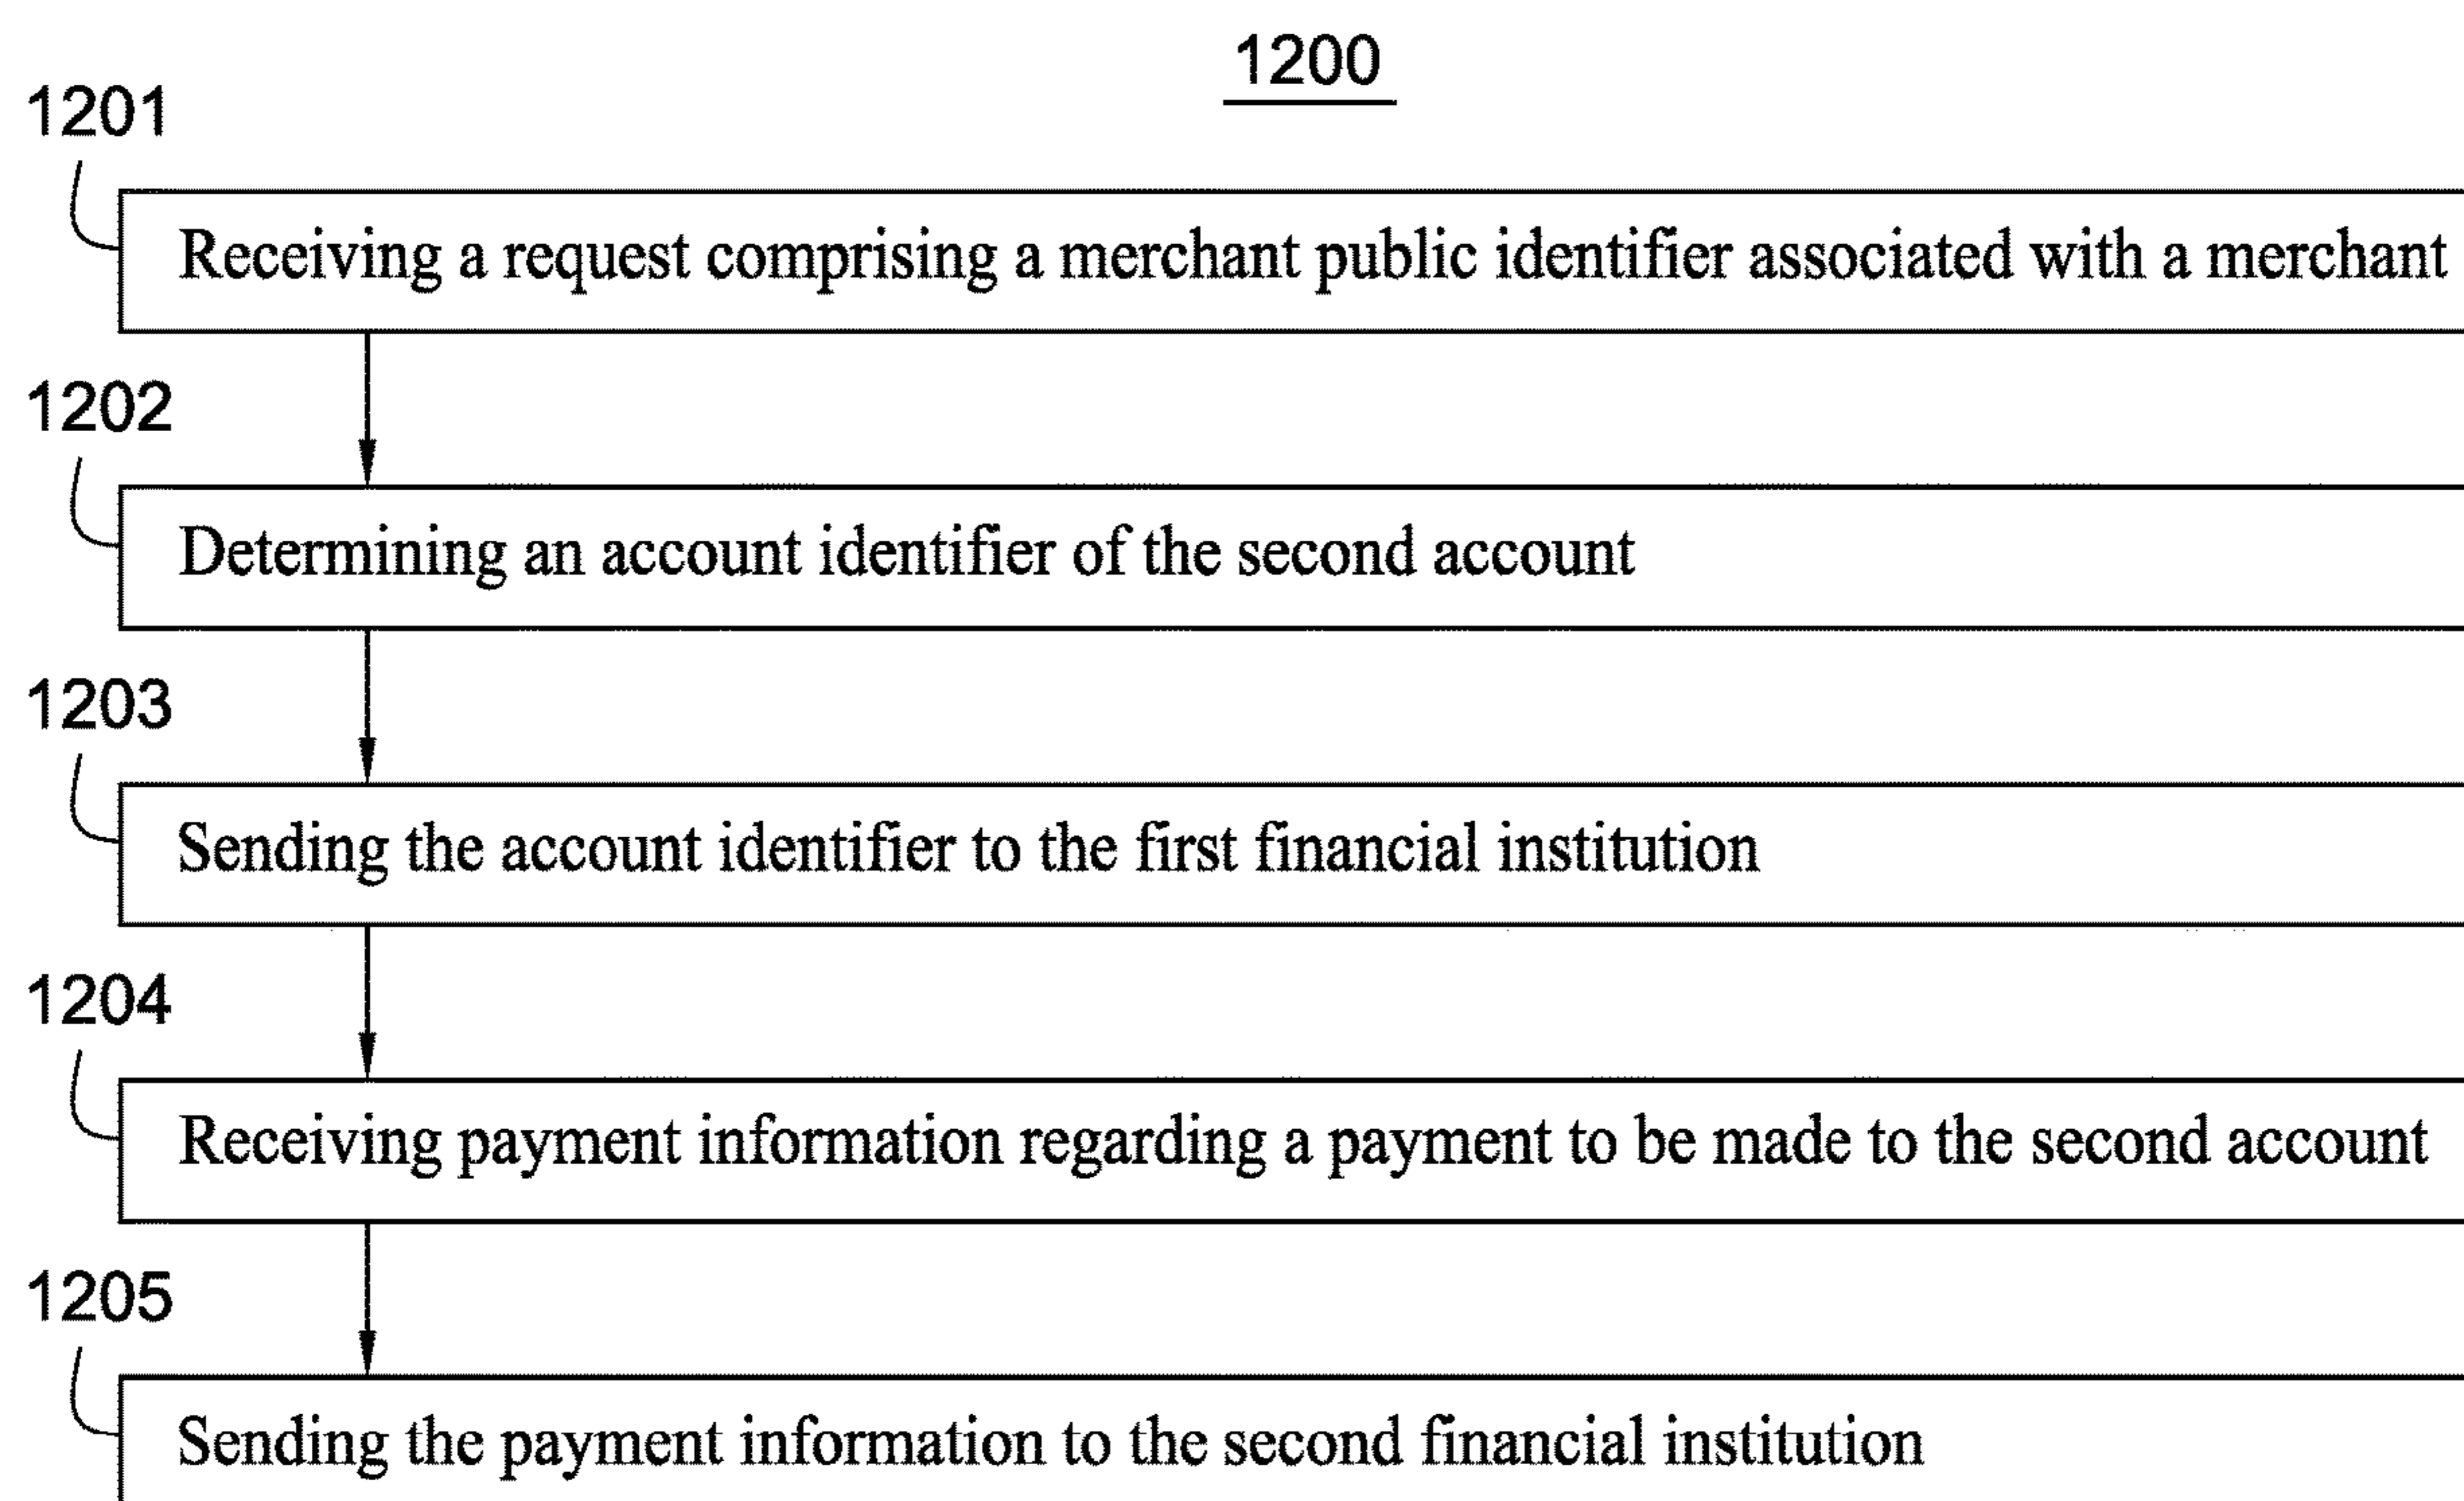 1200
1201
Receiving a request comprising a merchant public identifier associated with a merchant
1202
Determining an account identifier of the second account
1203
Sending the account identifier to the first financial institution
1204
Receiving payment information regarding a payment to be made to the second account
1205
Sending the payment information to the second financial institution